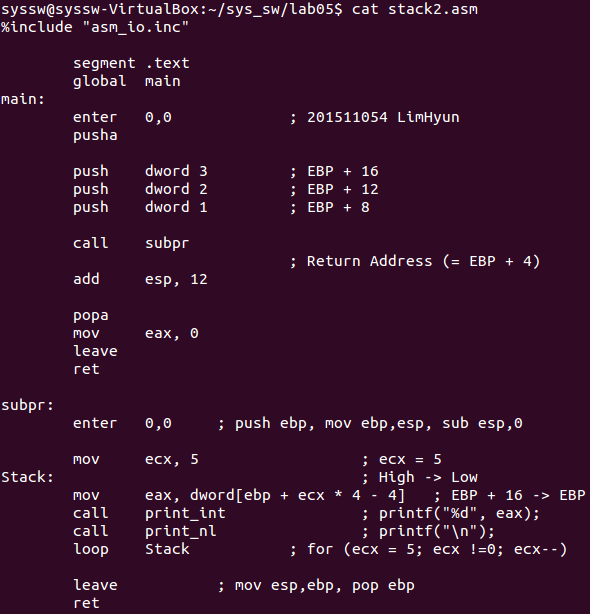 syssw@syssw-VirtualBox:~/sys_sw/lab05$ cat stack2.asm
%include "asm_io.inc"
segment .text
global main
main:
enter 0,0 ; 201511054 LimHyun
pusha
push dword 3 ; EBP + 16
push dword 2 ; EBP + 12
push dword 1 ; EBP + 8
call subpr
; Return Address (= EBP + 4)
add esp, 12
popa
mov eax, 0
leave
ret
subpr:
enter 0,0 ; push ebp, mov ebp,esp, sub esp,0
mov ecx, 5 ; ecx = 5
Stack: ; High -> Low
mov eax, dword[ebp + ecx * 4 - 4] ; EBP + 16 -> EBP
call print_int ; printf("%d", eax);
call print_nl ; printf("\n");
loop Stack ; for (ecx = 5; ecx !=0; ecx--)
leave ; mov esp,ebp, pop ebp
ret